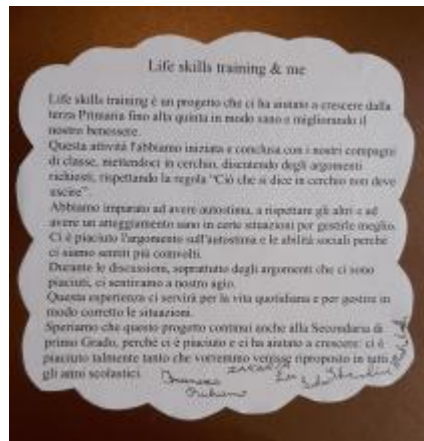 Life skills training & me
Life skills training è un progetto che ci ha aiutato a crescere dalla
terza Primaria fino alla quinta in modo sano e migliorando il
nostro benessere.
Questa attività l'abbiamo iniziata e conclusa con i nostri compagni
di classe, mettendoci in cerchio, discutendo degli argomenti
richiesti, rispettando la regola "Ciò che si dice in cerchio non deve
uscire".
Abbiamo imparato ad avere autostima, a rispettare gli altri e ad
avere un atteggiamento sano in certe situazioni per gestirle meglio.
Ci è piaciuto l'argomento sull'autostima e le abilità sociali perché
ci siamo sentiti più coinvolti.
Durante le discussioni, soprattutto degli argomenti che ci sono
piaciuti, ci sentivamo a nostro agio.
Questa esperienza ci servirà per la vita quotidiana e per gestire in
modo corretto le situazioni.
Speriamo che questo progetto continui anche alla Secondaria di
primo Grado, perché ci è piaciuto e ci ha aiutato a crescere: ci è
piaciuto talmente tanto che vorremmo venisse riproposto in tutti
gli anni scolastici.